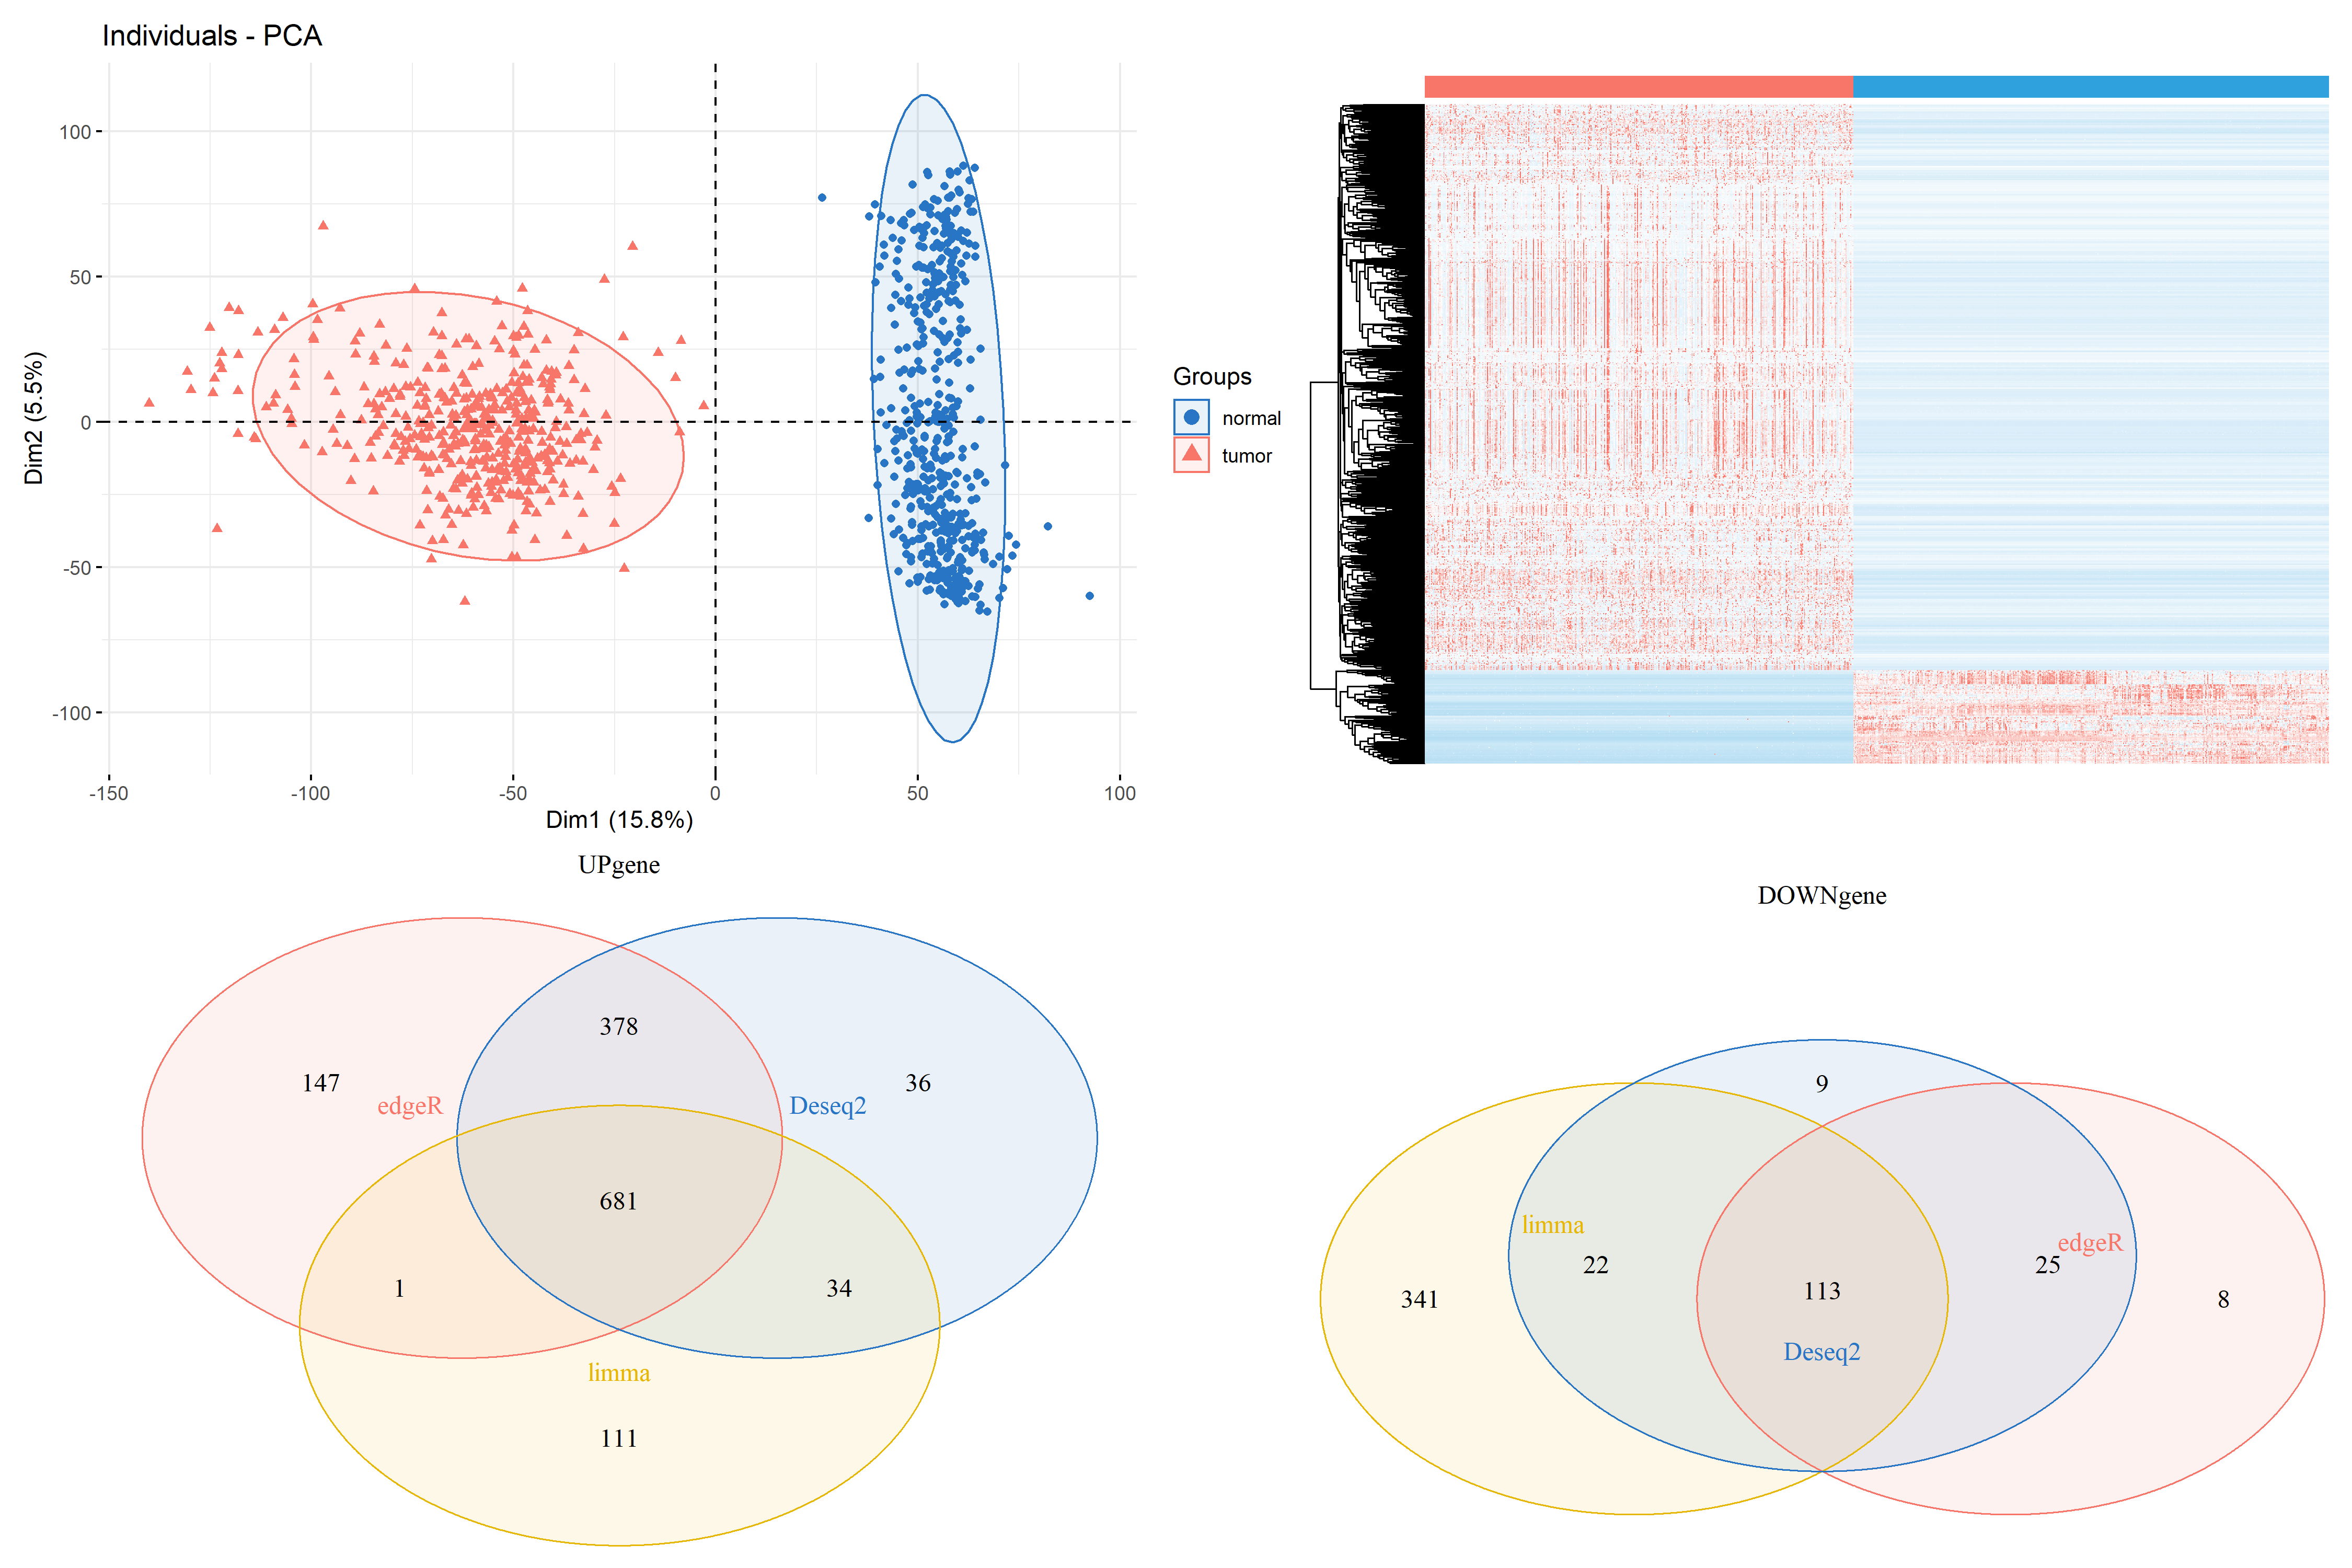 Individuals - PCA
100
50
0
-50
-100
Dim2 (5.5%)
-150
-100
-50
0
50
100
Dim1 (15.8%)
Groups
normal
tumor
UPgene
378
147
36
edgeR
Deseq2
681
1
34
limma
111
DOWNgene
9
limma
edgeR
22
25
113
341
8
Deseq2